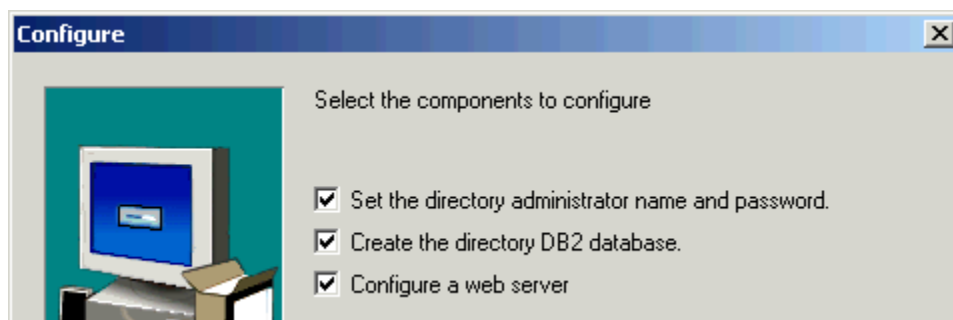 Configure
Select the components to configure
Set the directory administrator name and password.
Create the directory DB2 database.
Configure a web server